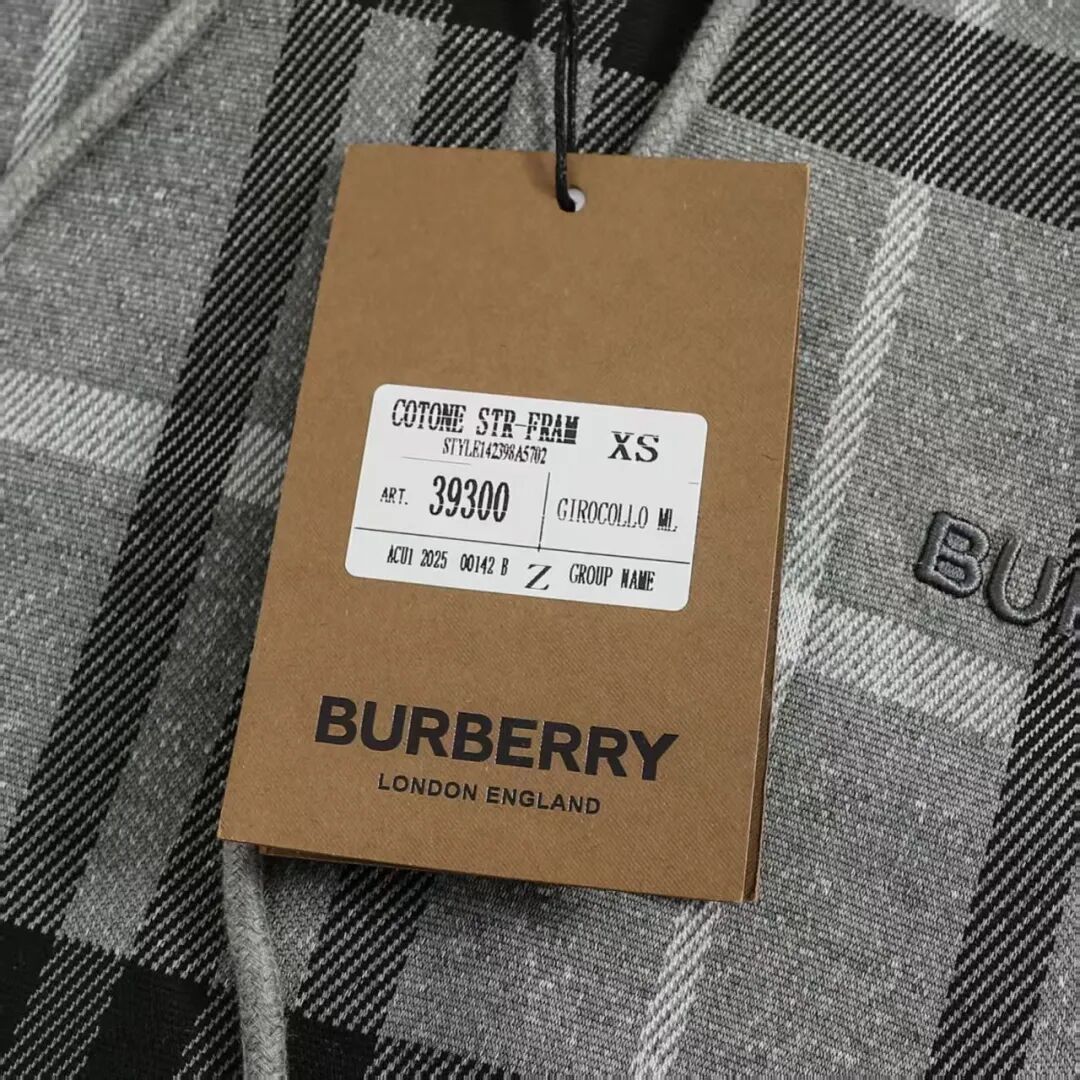 COTONE STR-FRAM
XS
STYLE142398A5702
ART. 39300
GIROCOLLO ML
ACU1 2025 00142 B Z GROUP NAME
BURBERRY
LONDON ENGLAND
BU